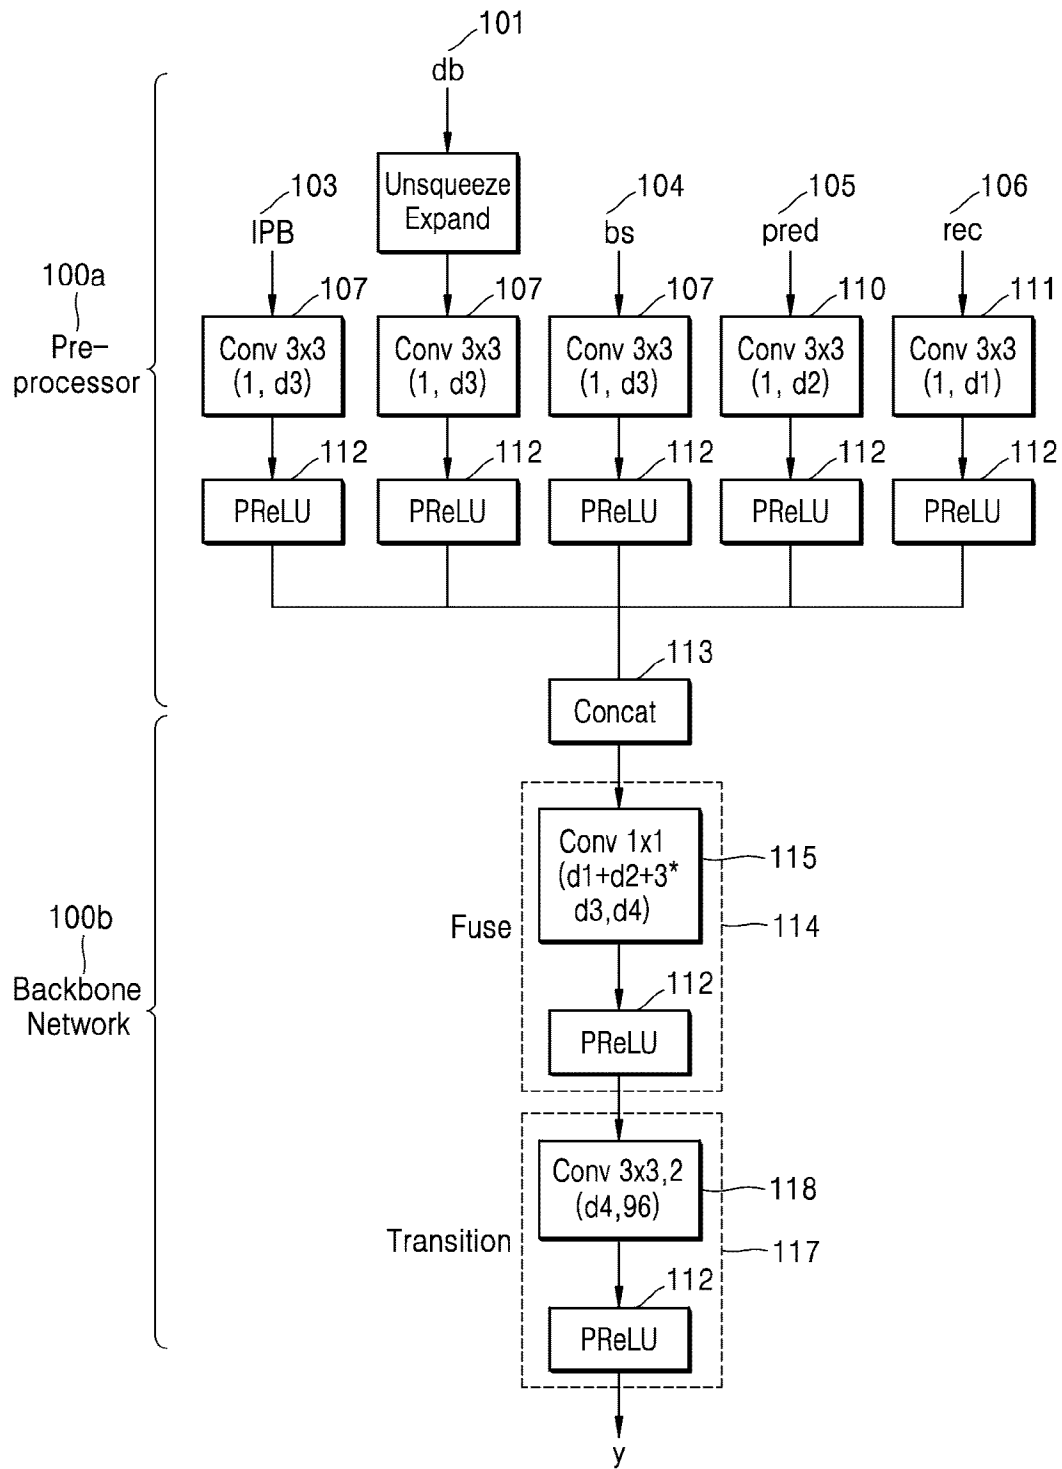 101
db
Unsqueeze
Expand
103
IPB
104
bs
105
pred
106
rec
100a
Pre-
processor
107
Conv 3x3
(1, d3)
107
Conv 3x3
(1, d3)
107
Conv 3x3
(1, d3)
110
Conv 3x3
(1, d2)
111
Conv 3x3
(1, d1)
112
PReLU
112
PReLU
112
PReLU
112
PReLU
112
PReLU
113
Concat
100b
Backbone
Network
Fuse
Conv 1x1
(d1+d2+3*
d3,d4)
115
114
112
PReLU
Transition
Conv 3x3,2
(d4,96)
118
117
112
PReLU
y